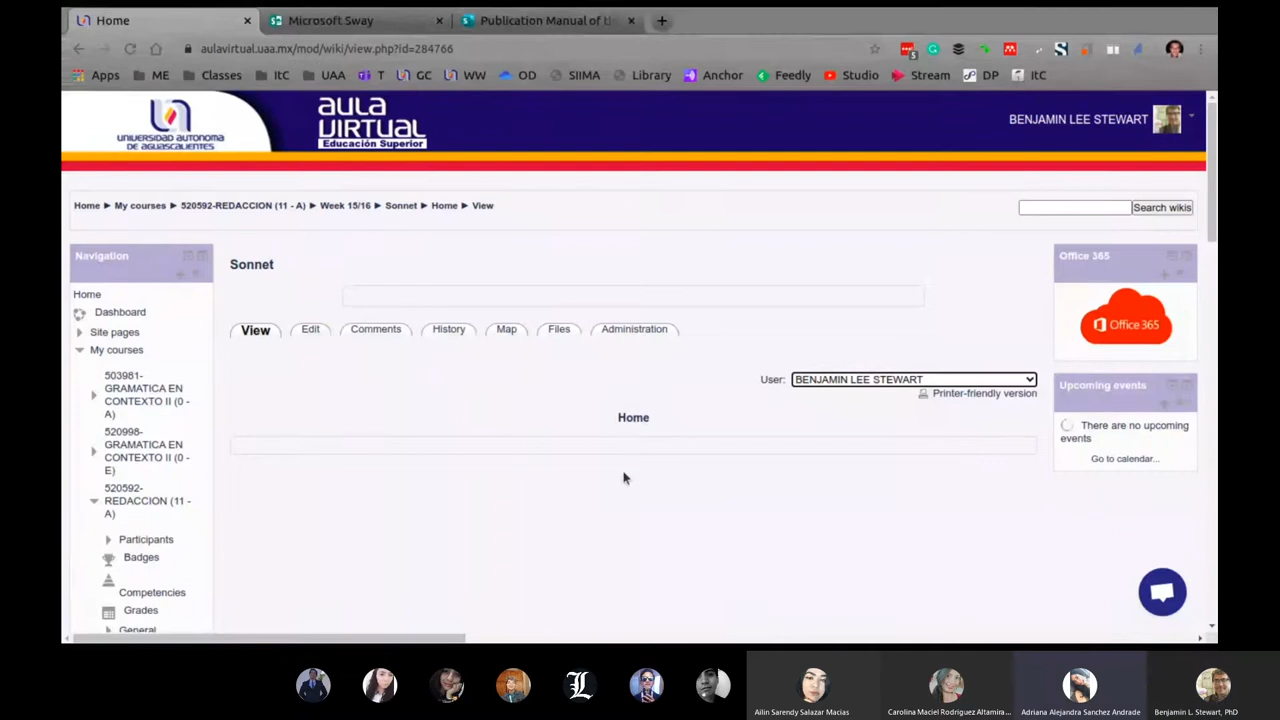 Home
Microsoft Sway
Publication Manual of t
aulavirtual.uaa.mx/mod/wiki/view.php?id=284766
Apps ME Classes ItC UAA T GC WW OD SIIMA Library Anchor Feedly Studio Stream DP ItC
UNIVERSIDAD AUTONOMA
DE AGUASCALIENTES
AULA
VIRTUAL
Educación Superior
BENJAMIN LEE STEWART
Home ► My courses ► 520592-REDACCION (11 - A) ► Week 15/16 ► Sonnet ► Home ► View
Search wikis
Navigation
Home
Dashboard
Site pages
My courses
503981-
GRAMATICA EN
CONTEXTO II (0 -
A)
520998-
GRAMATICA EN
CONTEXTO II (0 -
E)
520592-
REDACCION (11 -
A)
Participants
Badges
Competencies
Grades
General
Sonnet
View Edit Comments History Map Files Administration
User: BENJAMIN LEE STEWART
Printer-friendly version
Home
Office 365
Office 365
Upcoming events
There are no upcoming
events
Go to calendar...
L
Ailin Sarendy Salazar Macias
Carolina Maciel Rodriguez Altamira...
Adriana Alejandra Sanchez Andrade
Benjamin L. Stewart, PhD